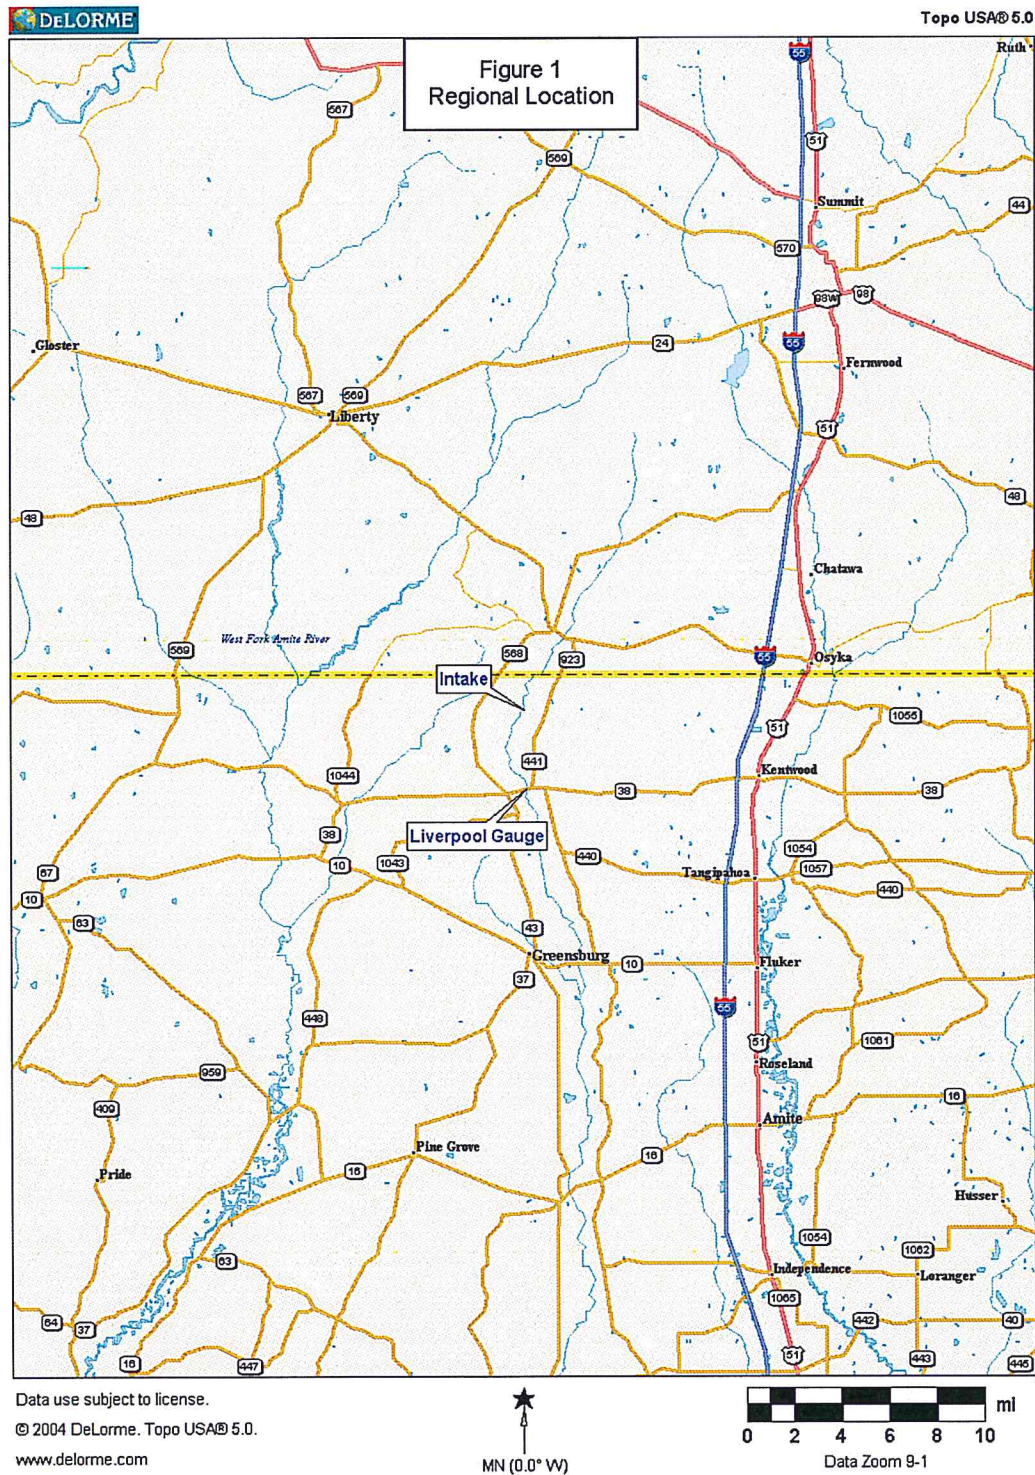 DELORME
Topo USA® 5.0
Figure 1
Regional Location
55
Ruth
567
51
569
Summit
44
570
98W
98
Gloster
24
55
Fernwood
567
569
Liberty
51
48
48
Chatawa
West Fork Amite River
569
568
923
55
Osyka
Intake
1055
51
441
Kentwood
1044
38
38
38
Liverpool Gauge
1054
67
10
1043
440
Tangipahoa
1057
10
440
63
43
Greensburg
10
Fluker
37
55
448
51
1061
Roseland
959
16
409
Amite
Pine Grove
16
16
Pride
Husser
1054
63
1062
Independence
Loranger
1065
64
37
442
40
16
447
51
443
445
Data use subject to license.
© 2004 DeLorme. Topo USA® 5.0.
www.delorme.com
MN (0.0° W)
mi
0 2 4 6 8 10
Data Zoom 9-1